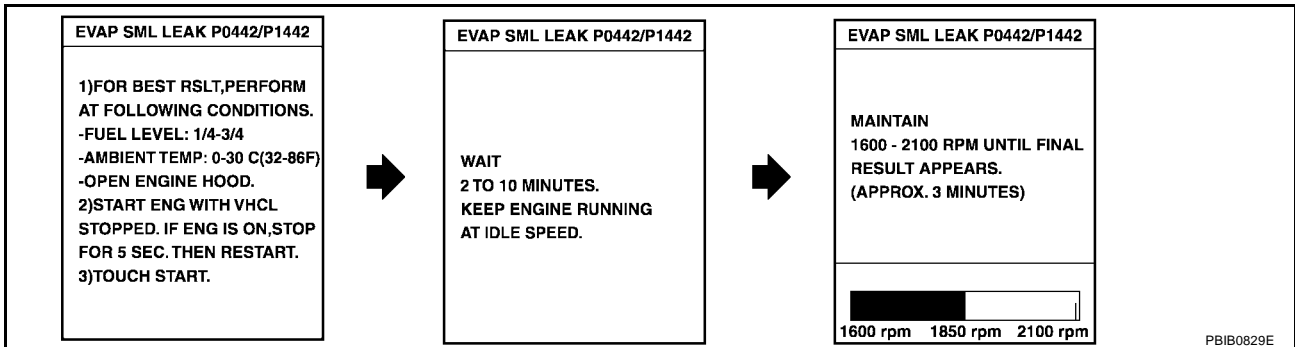 EVAP SML LEAK P0442/P1442
1)FOR BEST RSLT,PERFORM
AT FOLLOWING CONDITIONS.
-FUEL LEVEL: 1/4-3/4
-AMBIENT TEMP: 0-30 C(32-86F)
-OPEN ENGINE HOOD.
2)START ENG WITH VHCL
STOPPED. IF ENG IS ON,STOP
FOR 5 SEC. THEN RESTART.
3)TOUCH START.
EVAP SML LEAK P0442/P1442
WAIT
2 TO 10 MINUTES.
KEEP ENGINE RUNNING
AT IDLE SPEED.
EVAP SML LEAK P0442/P1442
MAINTAIN
1600 - 2100 RPM UNTIL FINAL
RESULT APPEARS.
(APPROX. 3 MINUTES)
1600 rpm 1850 rpm 2100 rpm
PBIB0829E